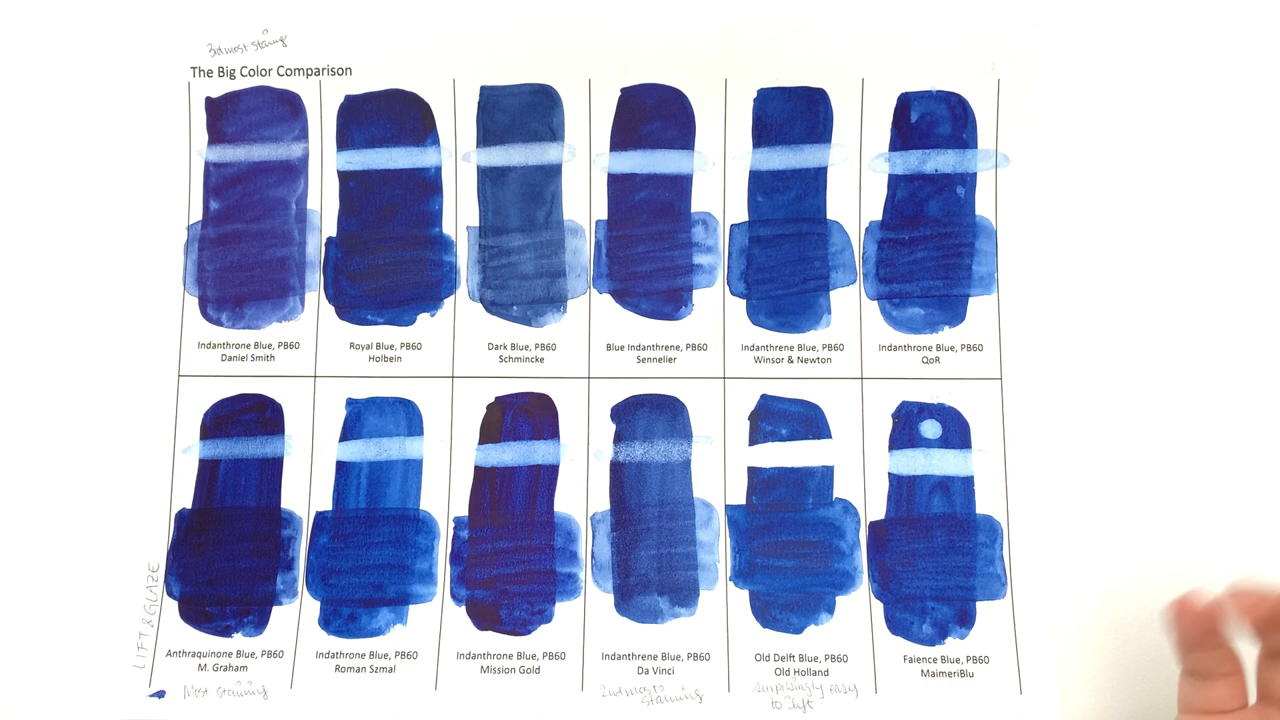 3rd most staining
The Big Color Comparison
Indanthrone Blue, PB60
Daniel Smith
Royal Blue, PB60
Holbein
Dark Blue, PB60
Schmincke
Blue Indanthrene, PB60
Sennelier
Indanthrene Blue, PB60
Winsor & Newton
Indanthrone Blue, PB60
QoR
LIFT & GLAZE
Anthraquinone Blue, PB60
M. Graham
Most staining
Indathrone Blue, PB60
Roman Szmal
Indanthrone Blue, PB60
Mission Gold
Indanthrene Blue, PB60
Da Vinci
2nd most
staining
Old Delft Blue, PB60
Old Holland
surprisingly easy
to lift
Faience Blue, PB60
MaimeriBlu